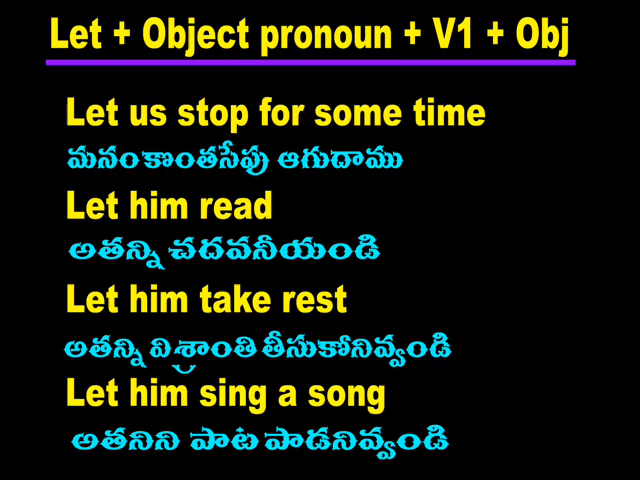 Let + Object pronoun + V1 + Obj
Let us stop for some time
మనంకొంతసేపు ఆగుదాము
Let him read
అతన్ని చదవనీయండి
Let him take rest
అతన్ని విశ్రాంతి తీసుకోనివ్వండి
Let him sing a song
అతనిని పాట పాడనివ్వండి